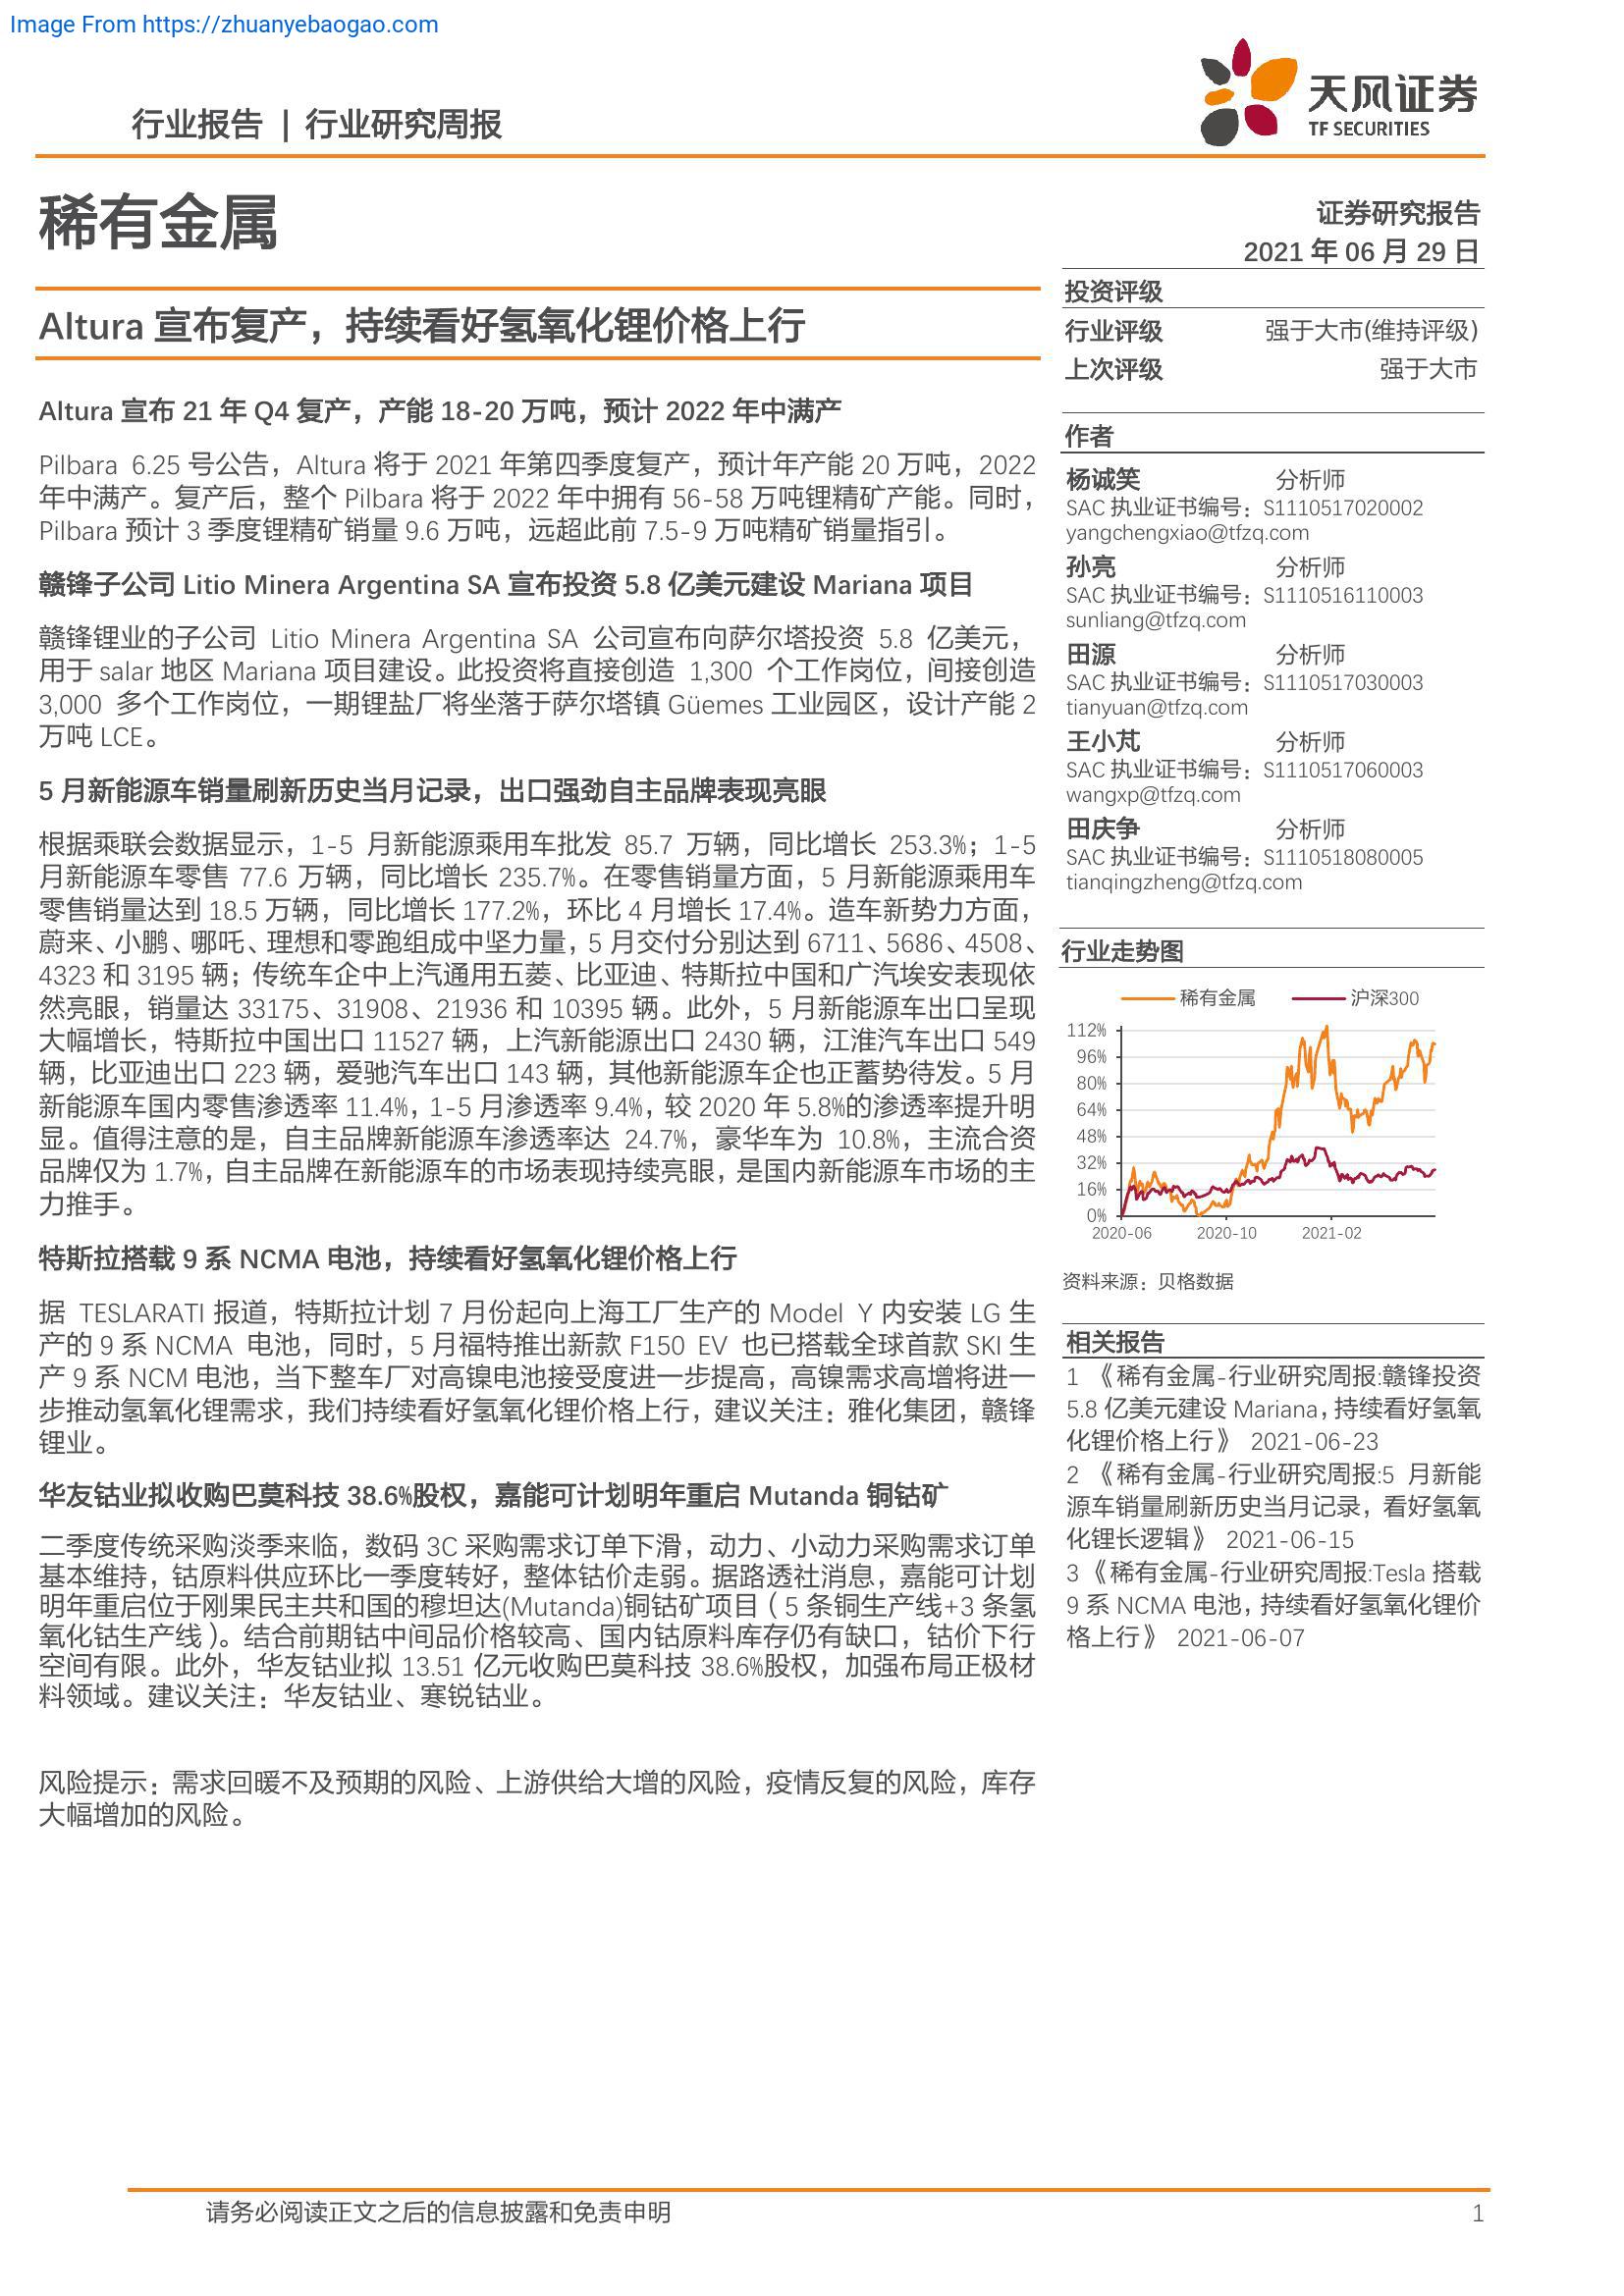 Image From https://zhuanyebaogao.com
行业报告 | 行业研究周报
天风证券
TF SECURITIES
稀有金属
证券研究报告
2021 年 06 月 29 日
Altura 宣布复产，持续看好氢氧化锂价格上行
Altura 宣布 21 年 Q4 复产，产能 18-20 万吨，预计 2022 年中满产
Pilbara 6.25 号公告，Altura 将于 2021 年第四季度复产，预计年产能 20 万吨，2022
年中满产。复产后，整个 Pilbara 将于 2022 年中拥有 56-58 万吨锂精矿产能。同时，
Pilbara 预计 3 季度锂精矿销量 9.6 万吨，远超此前 7.5-9 万吨精矿销量指引。
赣锋子公司 Litio Minera Argentina SA 宣布投资 5.8 亿美元建设 Mariana 项目
赣锋锂业的子公司 Litio Minera Argentina SA 公司宣布向萨尔塔投资 5.8 亿美元，
用于 salar 地区 Mariana 项目建设。此投资将直接创造 1,300 个工作岗位，间接创造
3,000 多个工作岗位，一期锂盐厂将坐落于萨尔塔镇 Güemes 工业园区，设计产能 2
万吨 LCE。
5 月新能源车销量刷新历史当月记录，出口强劲自主品牌表现亮眼
根据乘联会数据显示，1-5 月新能源乘用车批发 85.7 万辆，同比增长 253.3%；1-5
月新能源车零售 77.6 万辆，同比增长 235.7%。在零售销量方面，5 月新能源乘用车
零售销量达到 18.5 万辆，同比增长 177.2%，环比 4 月增长 17.4%。造车新势力方面，
蔚来、小鹏、哪吒、理想和零跑组成中坚力量，5 月交付分别达到 6711、5686、4508、
4323 和 3195 辆；传统车企中上汽通用五菱、比亚迪、特斯拉中国和广汽埃安表现依
然亮眼，销量达 33175、31908、21936 和 10395 辆。此外，5 月新能源车出口呈现
大幅增长，特斯拉中国出口 11527 辆，上汽新能源出口 2430 辆，江淮汽车出口 549
辆，比亚迪出口 223 辆，爱驰汽车出口 143 辆，其他新能源车企也正蓄势待发。5 月
新能源车国内零售渗透率 11.4%，1-5 月渗透率 9.4%，较 2020 年 5.8%的渗透率提升明
显。值得注意的是，自主品牌新能源车渗透率达 24.7%，豪华车为 10.8%，主流合资
品牌仅为 1.7%，自主品牌在新能源车的市场表现持续亮眼，是国内新能源车市场的主
力推手。
特斯拉搭载 9 系 NCMA 电池，持续看好氢氧化锂价格上行
据 TESLARATI 报道，特斯拉计划 7 月份起向上海工厂生产的 Model Y 内安装 LG 生
产的 9 系 NCMA 电池，同时，5 月福特推出新款 F150 EV 也已搭载全球首款 SKI 生
产 9 系 NCM 电池，当下整车厂对高镍电池接受度进一步提高，高镍需求高增将进一
步推动氢氧化锂需求，我们持续看好氢氧化锂价格上行，建议关注：雅化集团，赣锋
锂业。
华友钴业拟收购巴莫科技 38.6%股权，嘉能可计划明年重启 Mutanda 铜钴矿
二季度传统采购淡季来临，数码 3C 采购需求订单下滑，动力、小动力采购需求订单
基本维持，钴原料供应环比一季度转好，整体钴价走弱。据路透社消息，嘉能可计划
明年重启位于刚果民主共和国的穆坦达(Mutanda)铜钴矿项目（5 条铜生产线+3 条氢
氧化钴生产线）。结合前期钴中间品价格较高、国内钴原料库存仍有缺口，钴价下行
空间有限。此外，华友钴业拟 13.51 亿元收购巴莫科技 38.6%股权，加强布局正极材
料领域。建议关注：华友钴业、寒锐钴业。
风险提示：需求回暖不及预期的风险、上游供给大增的风险，疫情反复的风险，库存
大幅增加的风险。
投资评级
行业评级 强于大市(维持评级)
上次评级 强于大市
作者
杨诚笑 分析师
SAC 执业证书编号：S1110517020002
yangchengxiao@tfzq.com
孙亮 分析师
SAC 执业证书编号：S1110516110003
sunliang@tfzq.com
田源 分析师
SAC 执业证书编号：S1110517030003
tianyuan@tfzq.com
王小芃 分析师
SAC 执业证书编号：S1110517060003
wangxp@tfzq.com
田庆争 分析师
SAC 执业证书编号：S1110518080005
tianqingzheng@tfzq.com
行业走势图
稀有金属 沪深300
112%
96%
80%
64%
48%
32%
16%
0%
2020-06 2020-10 2021-02
资料来源：贝格数据
相关报告
1 《稀有金属-行业研究周报:赣锋投资
5.8 亿美元建设 Mariana，持续看好氢氧
化锂价格上行》 2021-06-23
2 《稀有金属-行业研究周报:5 月新能
源车销量刷新历史当月记录，看好氢氧
化锂长逻辑》 2021-06-15
3 《稀有金属-行业研究周报:Tesla 搭载
9 系 NCMA 电池，持续看好氢氧化锂价
格上行》 2021-06-07
请务必阅读正文之后的信息披露和免责申明 1